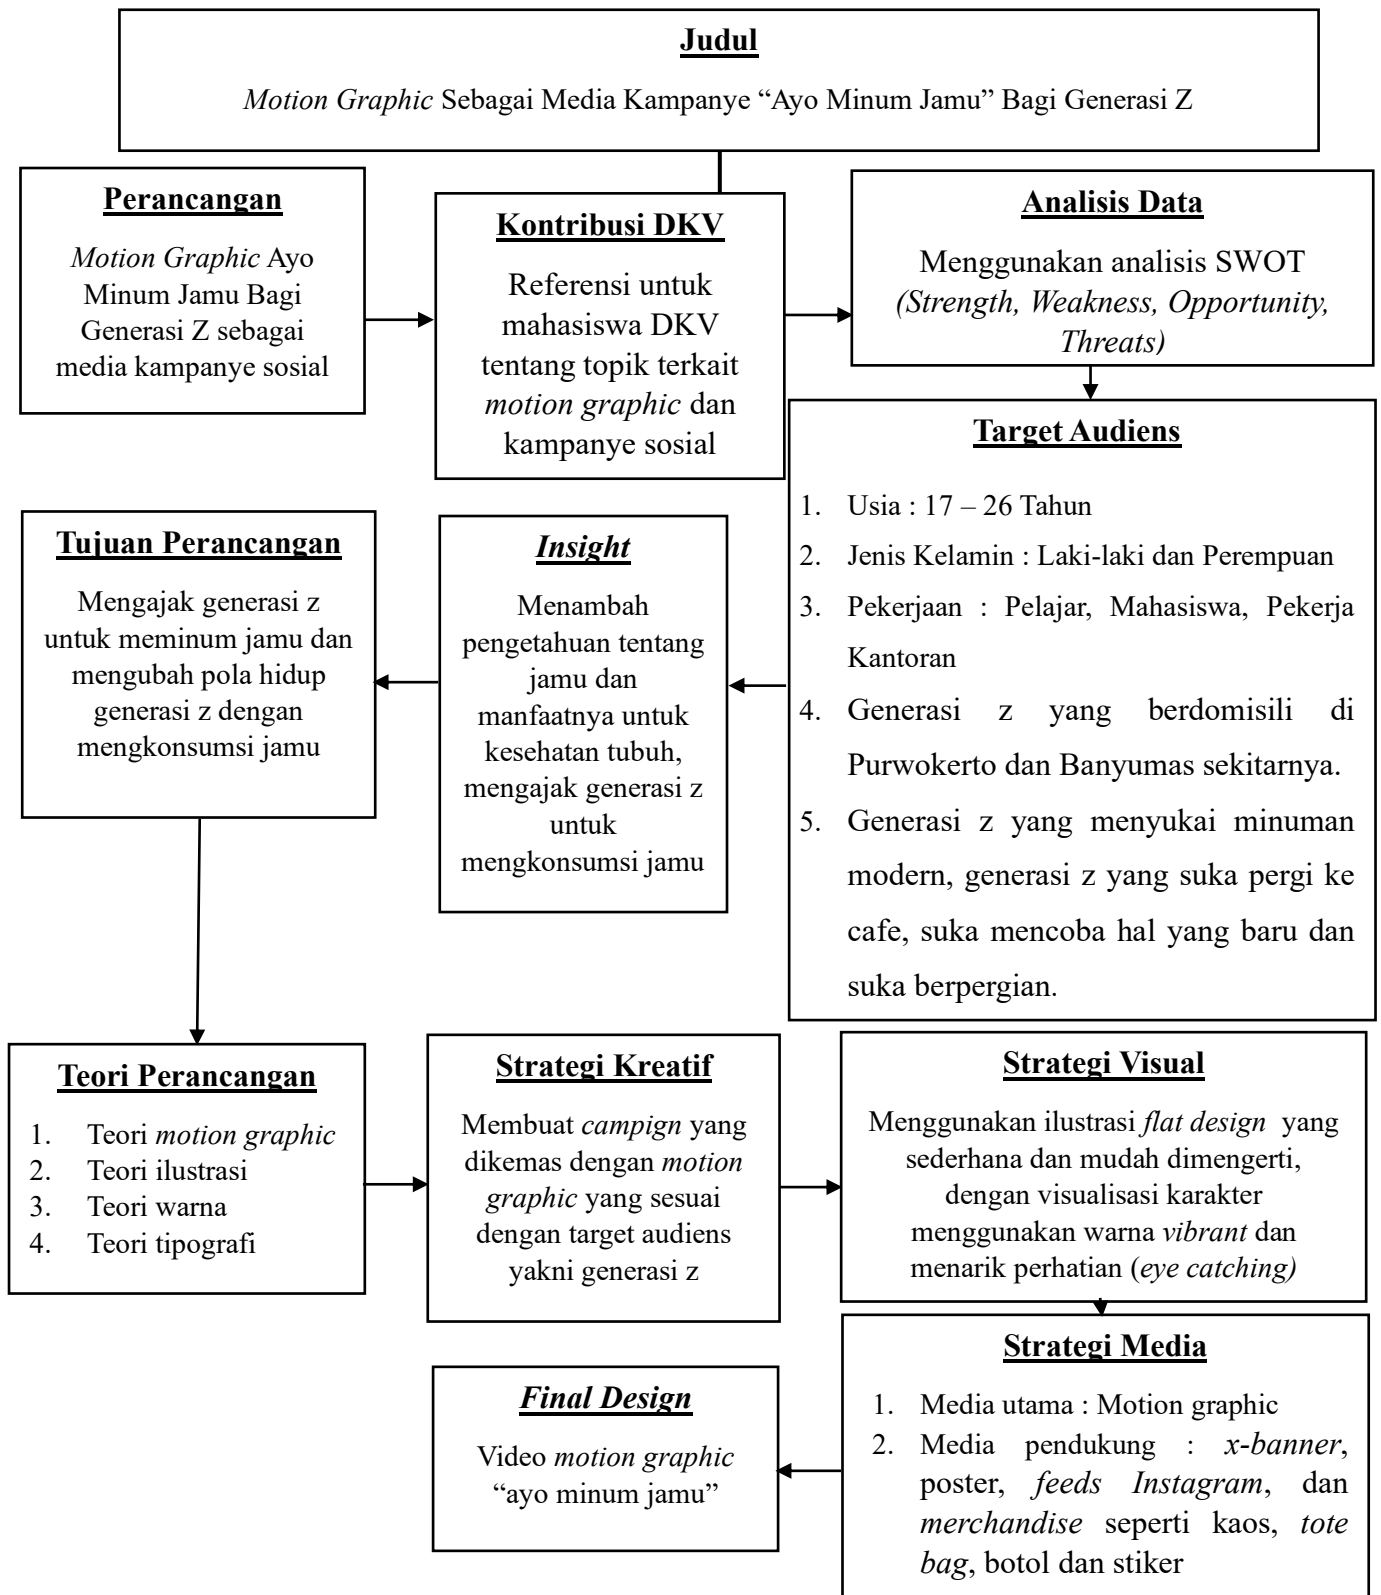 Judul
Motion Graphic Sebagai Media Kampanye “Ayo Minum Jamu” Bagi Generasi Z
Perancangan
Motion Graphic Ayo
Minum Jamu Bagi
Generasi Z sebagai
media kampanye sosial
Kontribusi DKV
Referensi untuk
mahasiswa DKV
tentang topik terkait
motion graphic dan
kampanye sosial
Analisis Data
Menggunakan analisis SWOT
(Strength, Weakness, Opportunity,
Threats)
Target Audiens
1. Usia : 17 – 26 Tahun
2. Jenis Kelamin : Laki-laki dan Perempuan
3. Pekerjaan : Pelajar, Mahasiswa, Pekerja
Kantoran
4. Generasi z yang berdomisili di
Purwokerto dan Banyumas sekitarnya.
5. Generasi z yang menyukai minuman
modern, generasi z yang suka pergi ke
cafe, suka mencoba hal yang baru dan
suka berpergian.
Insight
Menambah
pengetahuan tentang
jamu dan
manfaatnya untuk
kesehatan tubuh,
mengajak generasi z
untuk
mengkonsumsi jamu
Tujuan Perancangan
Mengajak generasi z
untuk meminum jamu dan
mengubah pola hidup
generasi z dengan
mengkonsumsi jamu
Teori Perancangan
1. Teori motion graphic
2. Teori ilustrasi
3. Teori warna
4. Teori tipografi
Strategi Kreatif
Membuat campign yang
dikemas dengan motion
graphic yang sesuai
dengan target audiens
yakni generasi z
Strategi Visual
Menggunakan ilustrasi flat design yang
sederhana dan mudah dimengerti,
dengan visualisasi karakter
menggunakan warna vibrant dan
menarik perhatian (eye catching)
Strategi Media
1. Media utama : Motion graphic
2. Media pendukung : x-banner,
poster, feeds Instagram, dan
merchandise seperti kaos, tote
bag, botol dan stiker
Final Design
Video motion graphic
“ayo minum jamu”